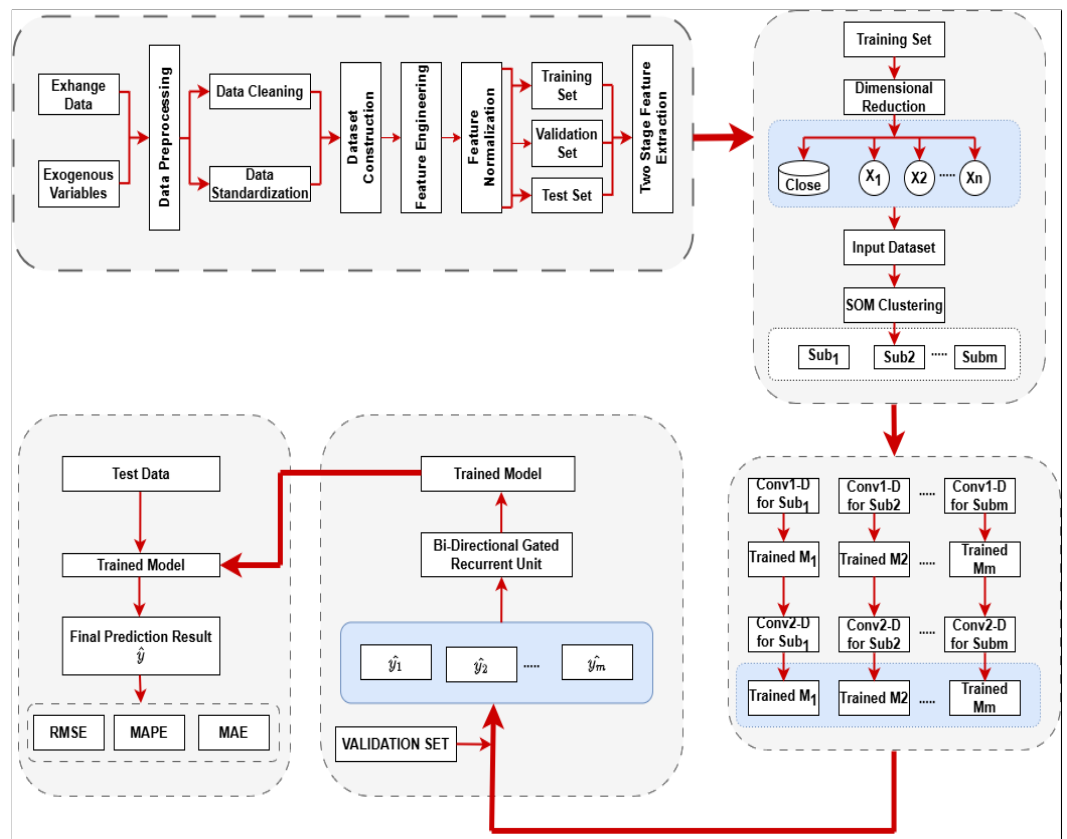 Exhange
Data
Exogenous
Variables
Data Preprocessing
Data Cleaning
Data
Standardization
Dataset
Construction
Feature Engineering
Feature
Normalization
Training
Set
Validation
Set
Test Set
Two Stage Feature
Extraction
Training Set
Dimensional
Reduction
Close
X1
X2
.....
Xn
Input Dataset
SOM Clustering
Sub1
Sub2
.....
Subm
Conv1-D
for Sub1
Conv1-D
for Sub2
.....
Conv1-D
for Subm
Trained M1
Trained M2
.....
Trained
Mm
Conv2-D
for Sub1
Conv2-D
for Sub2
.....
Conv2-D
for Subm
Trained M1
Trained M2
.....
Trained
Mm
VALIDATION SET
ŷ1
ŷ2
.....
ŷm
Bi-Directional Gated
Recurrent Unit
Trained Model
Test Data
Trained Model
Final Prediction Result
ŷ
RMSE
MAPE
MAE